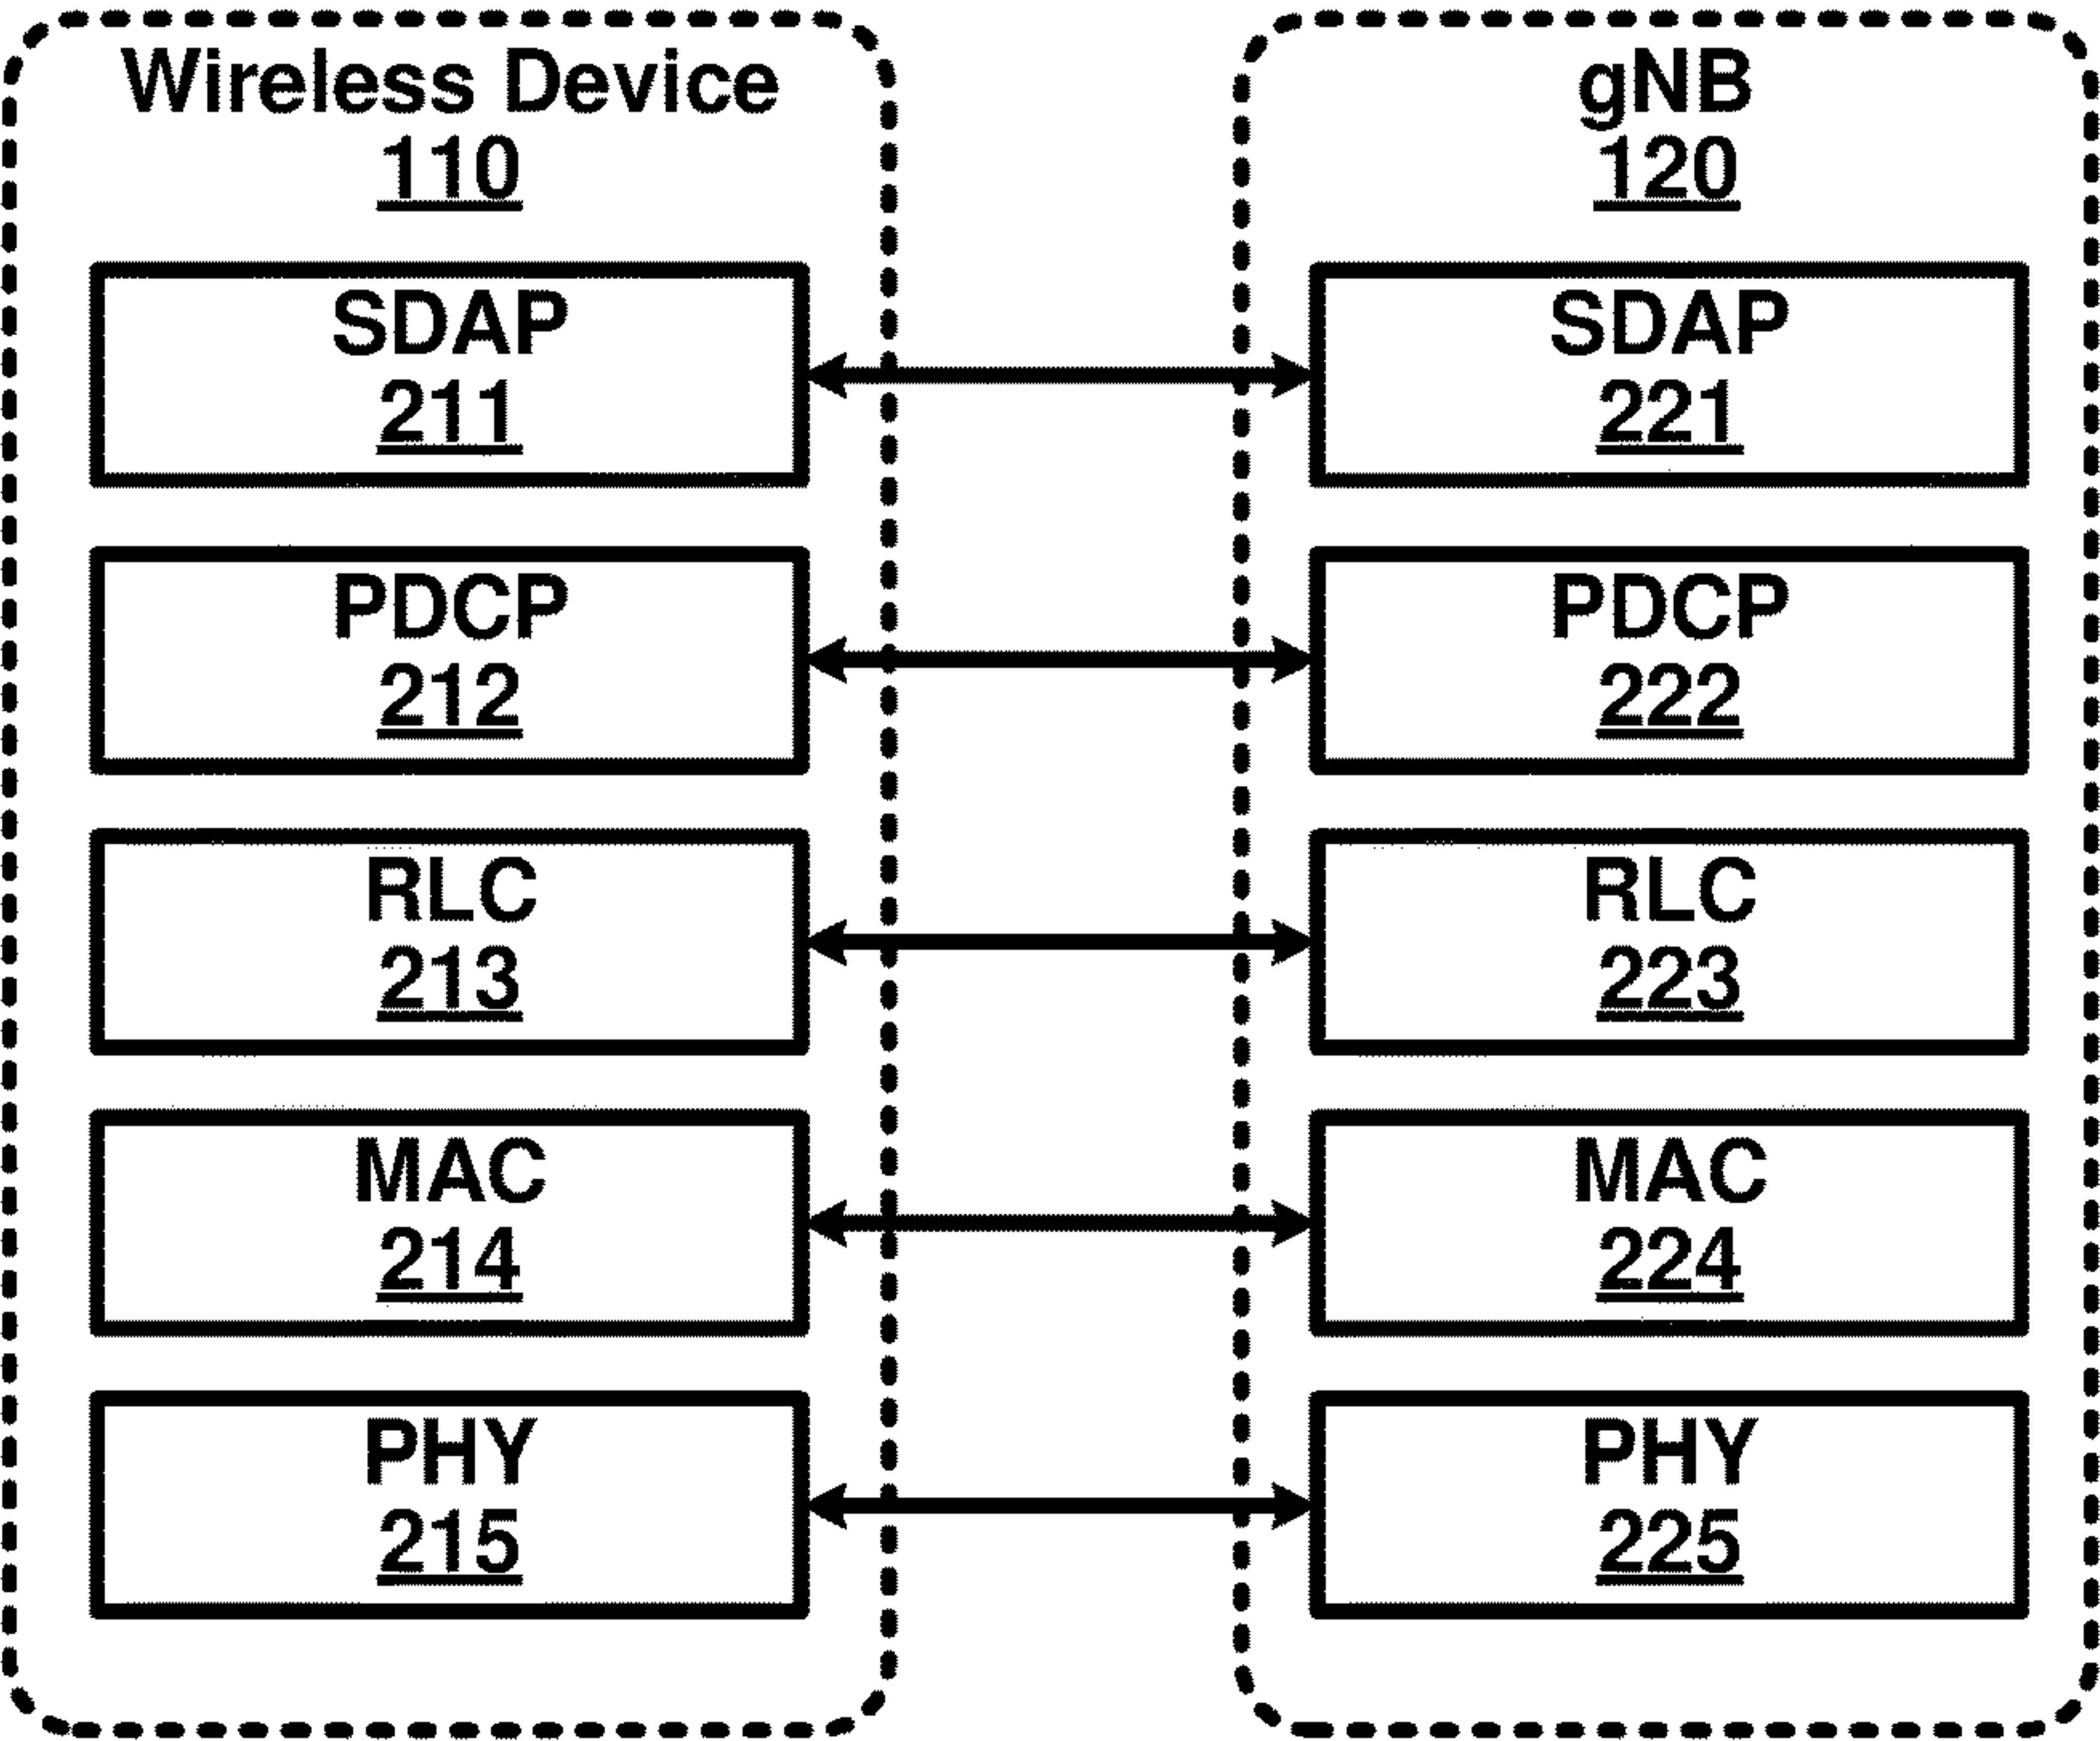 Wireless Device
110
SDAP
211
PDCP
212
RLC
213
MAC
214
PHY
215
gNB
120
SDAP
221
PDCP
222
RLC
223
MAC
224
PHY
225